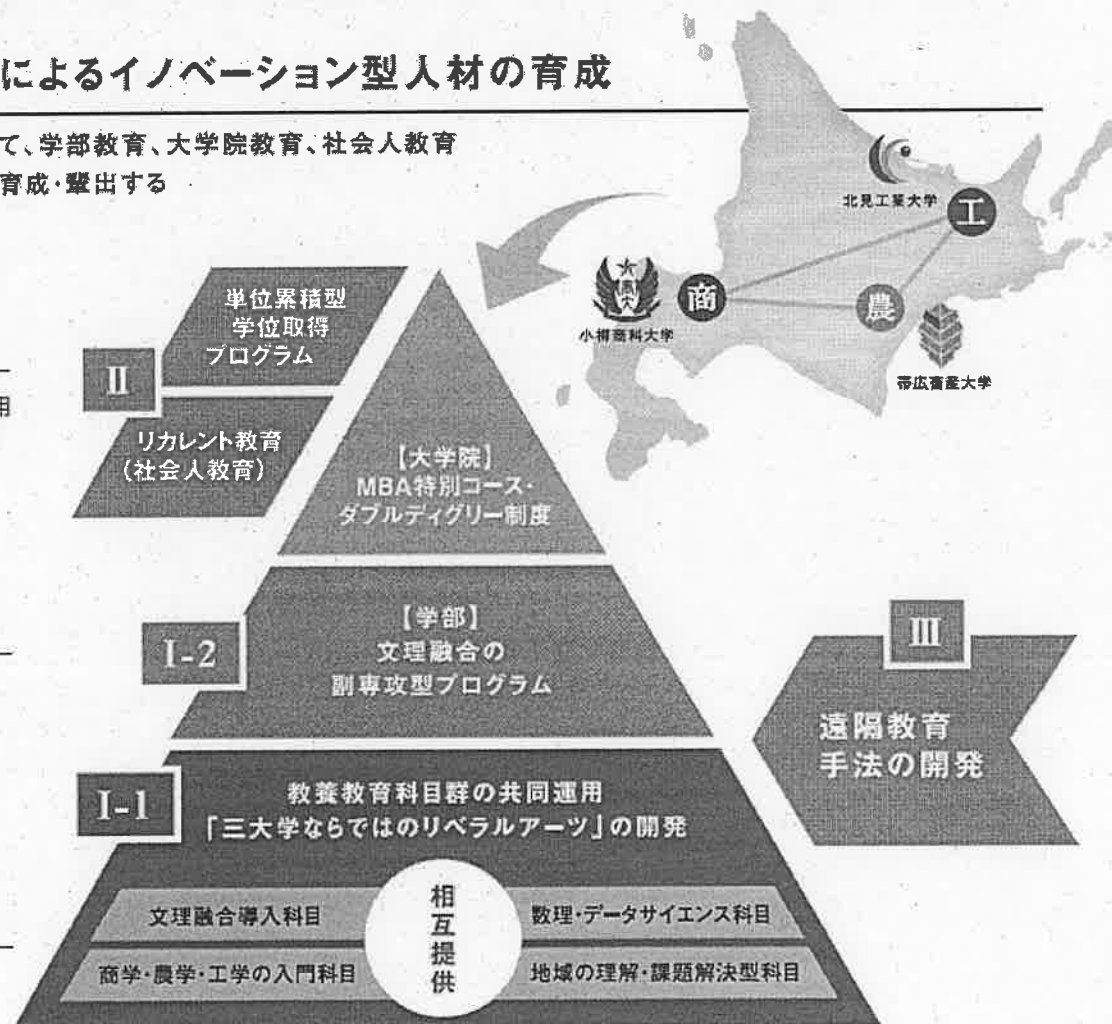 によるイノベーション型人材の育成
て、学部教育、大学院教育、社会人教育
育成・輩出する
用
北見工業大学
工
小樽商科大学
商
農
帯広畜産大学
単位累積型
学位取得
プログラム
II
リカレント教育
(社会人教育)
【大学院】
MBA特別コース・
ダブルディグリー制度
I-2
【学部】
文理融合の
副専攻型プログラム
III
遠隔教育
手法の開発
I-1
教養教育科目群の共同運用
「三大学ならではのリベラルアーツ」の開発
相互提供
文理融合導入科目
数理・データサイエンス科目
商学・農学・工学の入門科目
地域の理解・課題解決型科目